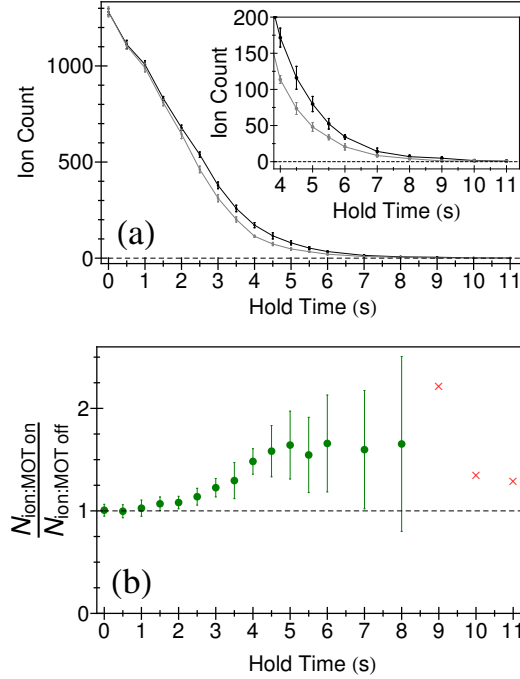 200
150
100
50
0
Ion Count
4 5 6 7 8 9 10 11
Hold Time (s)
1000
500
0
Ion Count
(a)
0 1 2 3 4 5 6 7 8 9 10 11
Hold Time (s)
2
1
0
N ion:MOT on
N ion:MOT off
(b)
0 1 2 3 4 5 6 7 8 9 10 11
Hold Time (s)